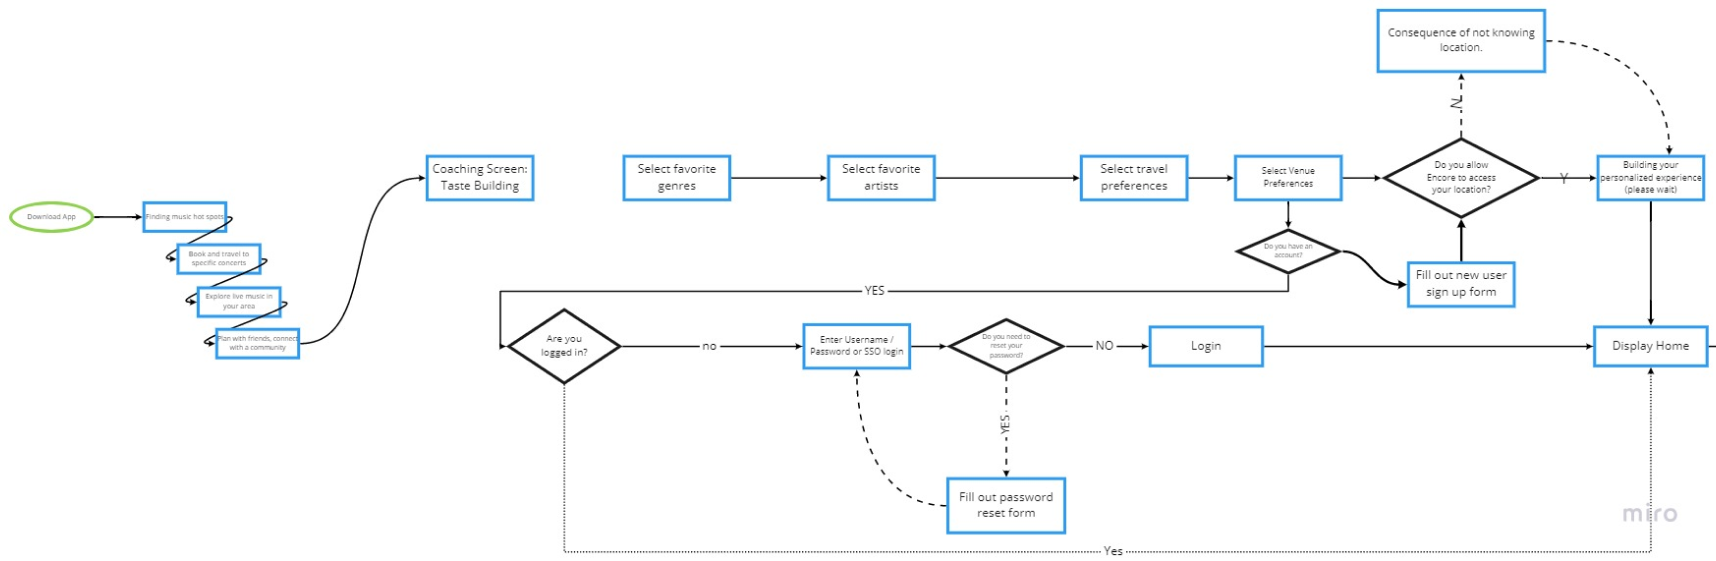 Download App
Finding music hot spots
Book and travel to
specific concerts
Explore live music in
your area
Plan with friends, connect
with a community
Coaching Screen:
Taste Building
Select favorite
genres
Select favorite
artists
Select travel
preferences
Select Venue
Preferences
Do you allow
Encore to access
your location?
N
Consequence of not knowing
location.
Y
Building your
personalized experience
(please wait)
Do you have an
account?
Fill out new user
sign up form
YES
Are you
logged in?
no
Enter Username /
Password or SSO login
Do you need to
reset your
password?
NO
Login
Display Home
YES
Fill out password
reset form
Yes
miro